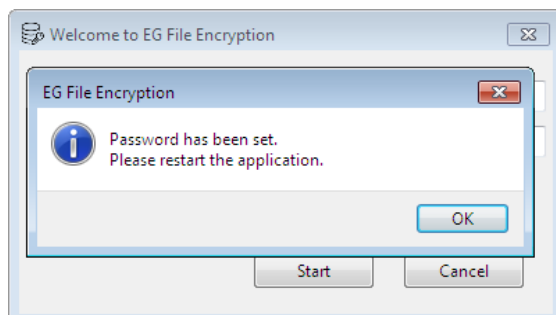 Welcome to EG File Encryption
EG File Encryption
Password has been set.
Please restart the application.
OK
Start
Cancel